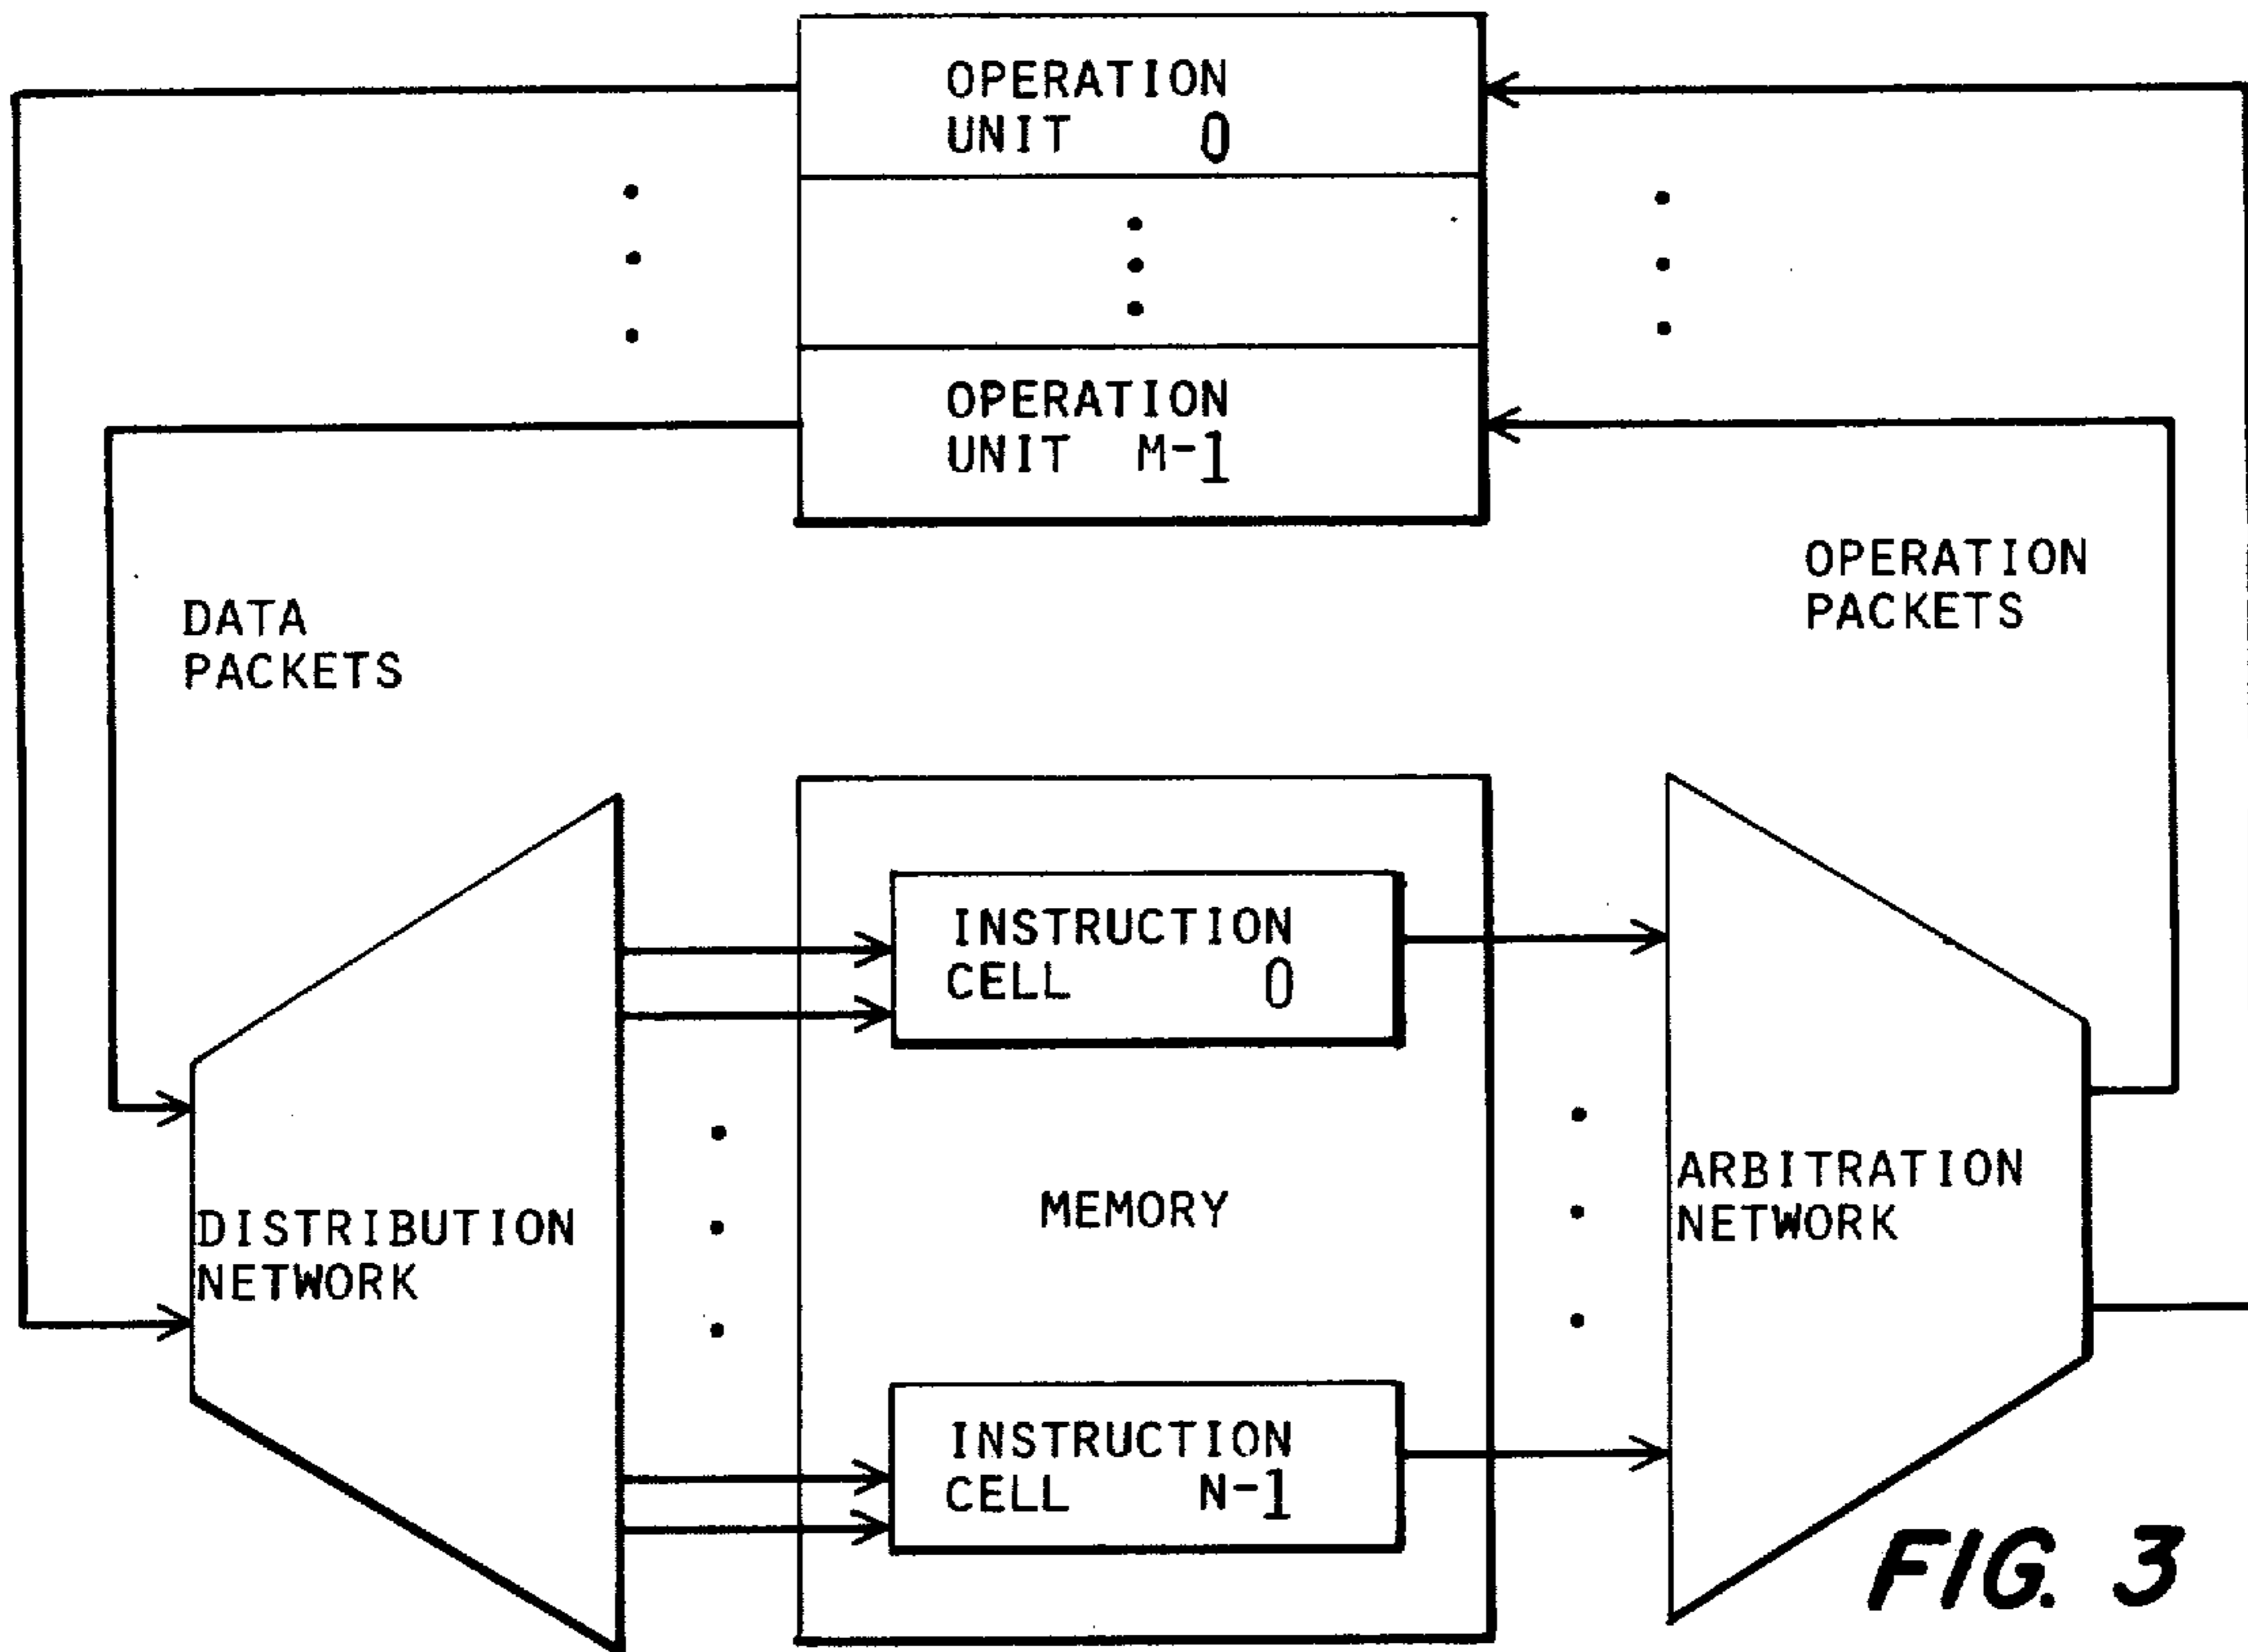 OPERATION
UNIT 0
OPERATION
UNIT M-1
DATA
PACKETS
OPERATION
PACKETS
INSTRUCTION
CELL 0
DISTRIBUTION
NETWORK
MEMORY
ARBITRATION
NETWORK
INSTRUCTION
CELL N-1
FIG. 3